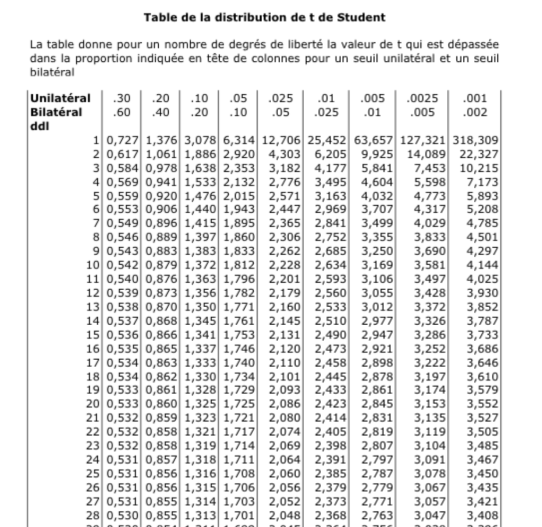 Table de la distribution de t de Student
La table donne pour un nombre de degrés de liberté la valeur de t qui est dépassée
dans la proportion indiquée en tête de colonnes pour un seuil unilatéral et un seuil
bilatéral
Unilatéral .30 .20 .10 .05 .025 .01 .005 .0025 .001
Bilatéral .60 .40 .20 .10 .05 .025 .01 .005 .002
ddl
1 0,727 1,376 3,078 6,314 12,706 25,452 63,657 127,321 318,309
2 0,617 1,061 1,886 2,920 4,303 6,205 9,925 14,089 22,327
3 0,584 0,978 1,638 2,353 3,182 4,177 5,841 7,453 10,215
4 0,569 0,941 1,533 2,132 2,776 3,495 4,604 5,598 7,173
5 0,559 0,920 1,476 2,015 2,571 3,163 4,032 4,773 5,893
6 0,553 0,906 1,440 1,943 2,447 2,969 3,707 4,317 5,208
7 0,549 0,896 1,415 1,895 2,365 2,841 3,499 4,029 4,785
8 0,546 0,889 1,397 1,860 2,306 2,752 3,355 3,833 4,501
9 0,543 0,883 1,383 1,833 2,262 2,685 3,250 3,690 4,297
10 0,542 0,879 1,372 1,812 2,228 2,634 3,169 3,581 4,144
11 0,540 0,876 1,363 1,796 2,201 2,593 3,106 3,497 4,025
12 0,539 0,873 1,356 1,782 2,179 2,560 3,055 3,428 3,930
13 0,538 0,870 1,350 1,771 2,160 2,533 3,012 3,372 3,852
14 0,537 0,868 1,345 1,761 2,145 2,510 2,977 3,326 3,787
15 0,536 0,866 1,341 1,753 2,131 2,490 2,947 3,286 3,733
16 0,535 0,865 1,337 1,746 2,120 2,473 2,921 3,252 3,686
17 0,534 0,863 1,333 1,740 2,110 2,458 2,898 3,222 3,646
18 0,534 0,862 1,330 1,734 2,101 2,445 2,878 3,197 3,610
19 0,533 0,861 1,328 1,729 2,093 2,433 2,861 3,174 3,579
20 0,533 0,860 1,325 1,725 2,086 2,423 2,845 3,153 3,552
21 0,532 0,859 1,323 1,721 2,080 2,414 2,831 3,135 3,527
22 0,532 0,858 1,321 1,717 2,074 2,405 2,819 3,119 3,505
23 0,532 0,858 1,319 1,714 2,069 2,398 2,807 3,104 3,485
24 0,531 0,857 1,318 1,711 2,064 2,391 2,797 3,091 3,467
25 0,531 0,856 1,316 1,708 2,060 2,385 2,787 3,078 3,450
26 0,531 0,856 1,315 1,706 2,056 2,379 2,779 3,067 3,435
27 0,531 0,855 1,314 1,703 2,052 2,373 2,771 3,057 3,421
28 0,530 0,855 1,313 1,701 2,048 2,368 2,763 3,047 3,408